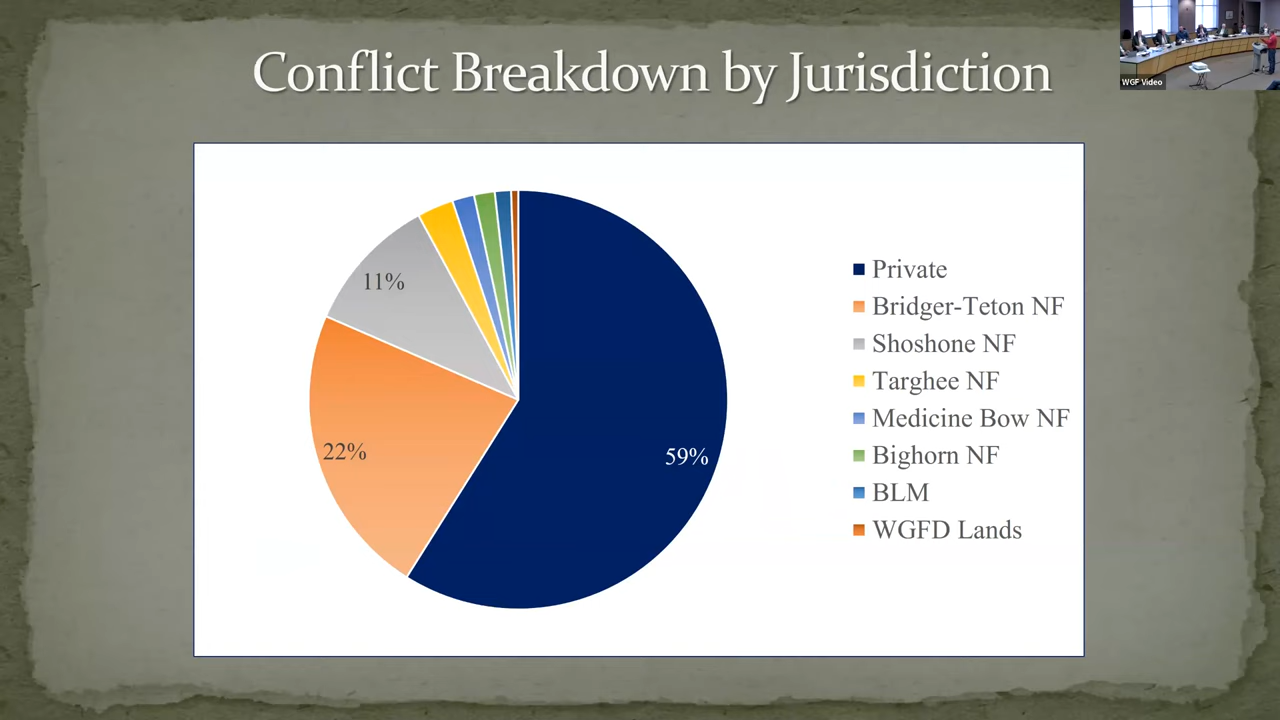 Conflict Breakdown by Jurisdiction
WGF Video
11%
22%
59%
Private
Bridger-Teton NF
Shoshone NF
Targhee NF
Medicine Bow NF
Bighorn NF
BLM
WGFD Lands